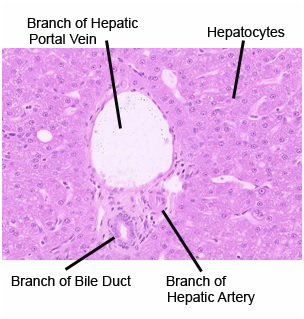 Branch of Hepatic
Portal Vein
Hepatocytes
Branch of Bile Duct
Branch of
Hepatic Artery